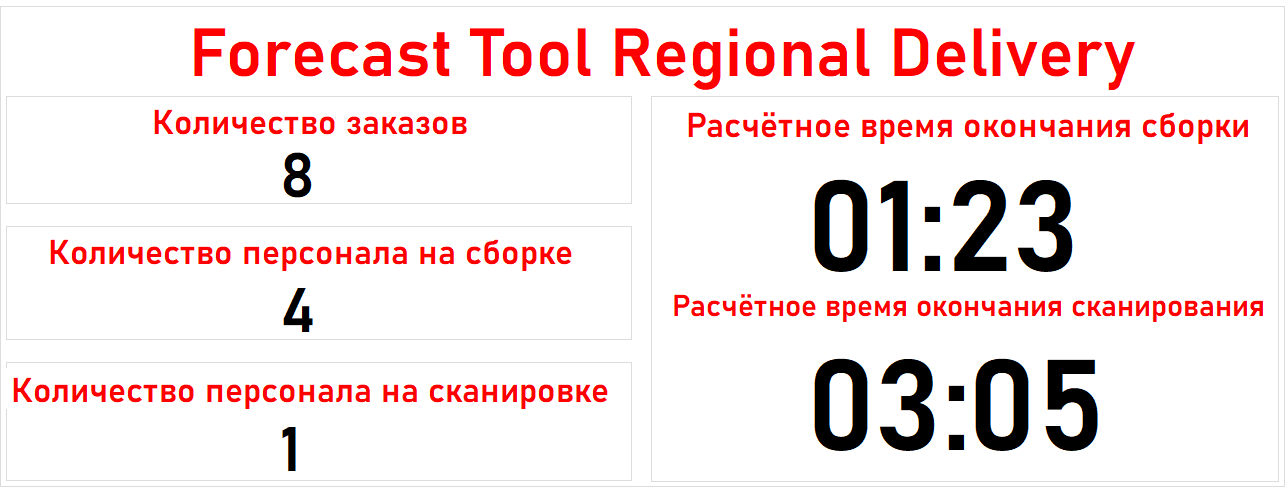 Forecast Tool Regional Delivery
Количество заказов
8
Количество персонала на сборке
4
Количество персонала на сканировке
1
Расчётное время окончания сборки
01:23
Расчётное время окончания сканирования
03:05